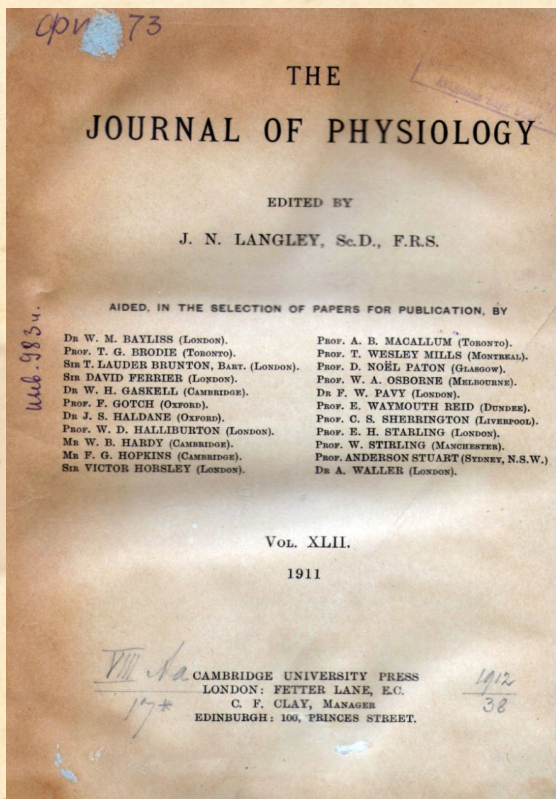 73
THE
JOURNAL OF PHYSIOLOGY
EDITED BY
J. N. LANGLEY, Sc.D., F.R.S.
AIDED, IN THE SELECTION OF PAPERS FOR PUBLICATION, BY
DR W. M. BAYLISS (LONDON).
PROF. T. G. BRODIE (TORONTO).
SIR T. LAUDER BRUNTON, BART. (LONDON).
SIR DAVID FERRIER (LONDON).
DR W. H. GASKELL (CAMBRIDGE).
PROF. F. GOTCH (OXFORD).
DR J. S. HALDANE (OXFORD).
PROF. W. D. HALLIBURTON (LONDON).
MR W. B. HARDY (CAMBRIDGE).
MR F. G. HOPKINS (CAMBRIDGE).
SIR VICTOR HORSLEY (LONDON).
PROF. A. B. MACALLUM (TORONTO).
PROF. T. WESLEY MILLS (MONTREAL).
PROF. D. NOËL PATON (GLASGOW).
PROF. W. A. OSBORNE (MELBOURNE).
DR F. W. PAVY (LONDON).
PROF. E. WAYMOUTH REID (DUNDEE).
PROF. C. S. SHERRINGTON (LIVERPOOL).
PROF. E. H. STARLING (LONDON).
PROF. W. STIRLING (MANCHESTER).
PROF. ANDERSON STUART (SYDNEY, N.S.W.)
DR A. WALLER (LONDON).
инв. 983и.
VOL. XLII.
1911
VIII Aa
17*
CAMBRIDGE UNIVERSITY PRESS
LONDON: FETTER LANE, E.C.
C. F. CLAY, MANAGER
EDINBURGH: 100, PRINCES STREET.
1912
38